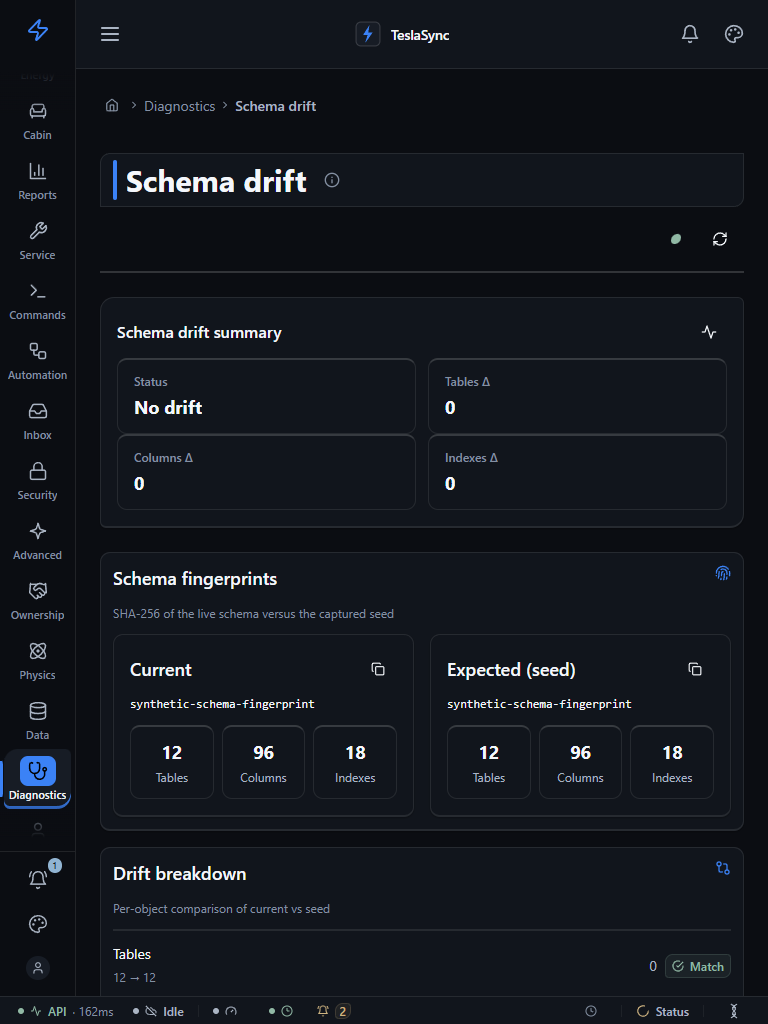 TeslaSync
Energy
Cabin
Reports
Service
Commands
Automation
Inbox
Security
Advanced
Ownership
Physics
Data
Diagnostics
1
Diagnostics > Schema drift
Schema drift
Schema drift summary
Status
No drift
Tables Δ
0
Columns Δ
0
Indexes Δ
0
Schema fingerprints
SHA-256 of the live schema versus the captured seed
Current
synthetic-schema-fingerprint
12
Tables
96
Columns
18
Indexes
Expected (seed)
synthetic-schema-fingerprint
12
Tables
96
Columns
18
Indexes
Drift breakdown
Per-object comparison of current vs seed
Tables
12 → 12
0 Match
API · 162ms Idle 2 Status